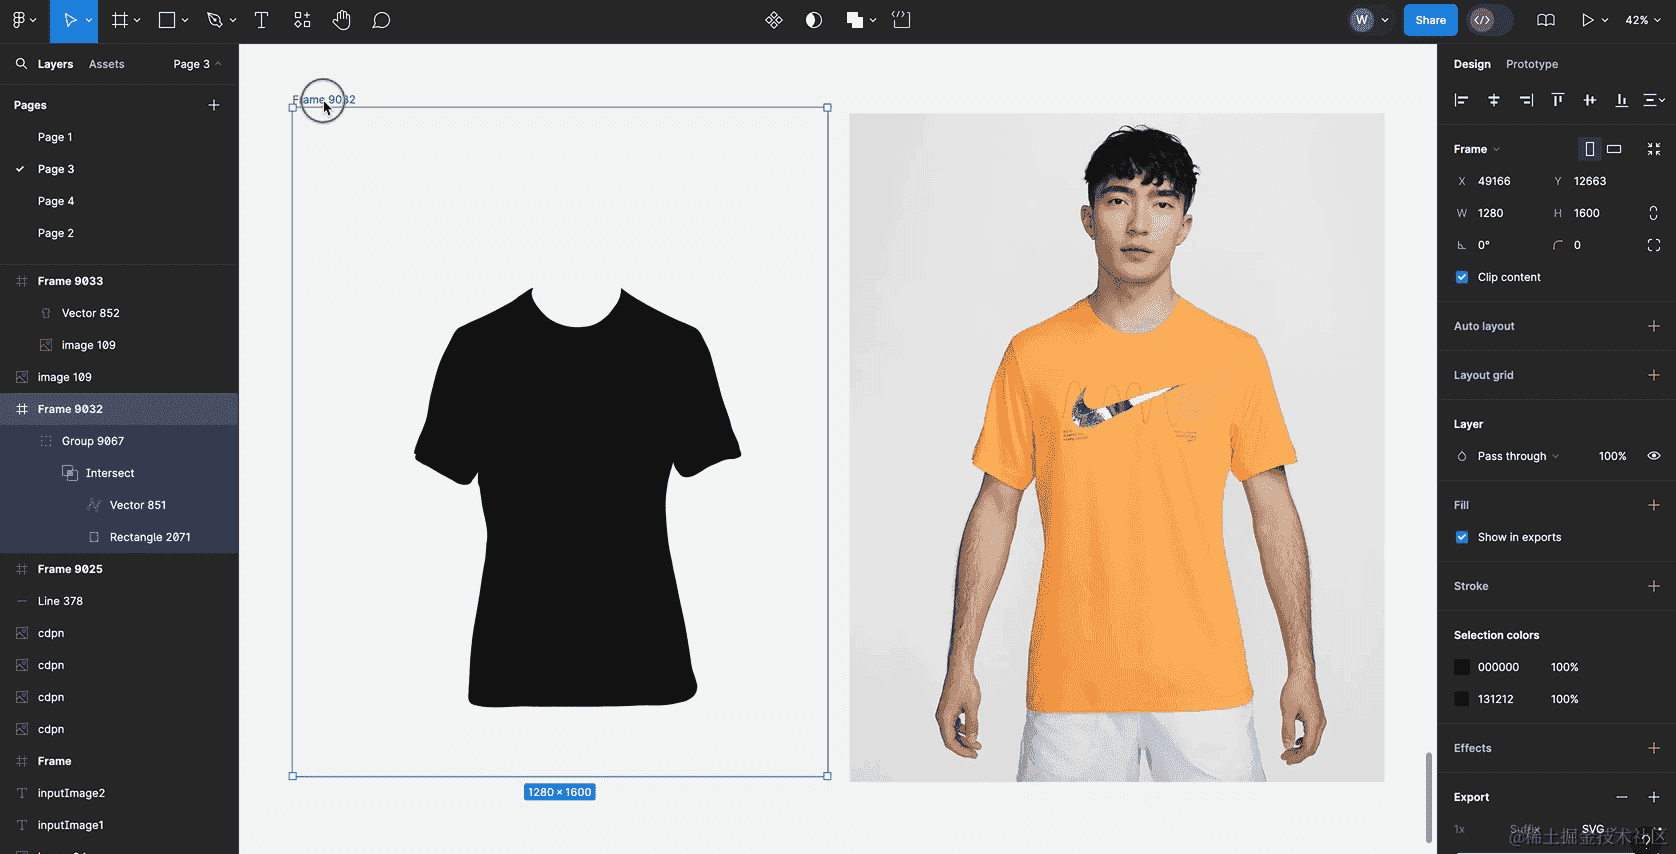 Share
42%
Layers
Assets
Page 3
Pages
Page 1
Page 3
Page 4
Page 2
Frame 9033
Vector 852
image 109
image 109
Frame 9032
Group 9067
Intersect
Vector 851
Rectangle 2071
Frame 9025
Line 378
cdpn
cdpn
cdpn
cdpn
Frame
inputImage2
inputImage1
Frame 9032
1280 × 1600
W
Design
Prototype
Frame
X 49166
Y 12663
W 1280
H 1600
0°
0
Clip content
Auto layout
Layout grid
Layer
Pass through
100%
Fill
Show in exports
Stroke
Selection colors
000000 100%
131212 100%
Effects
Export
1x
Suffix
SVG
@稀土掘金技术社区
?